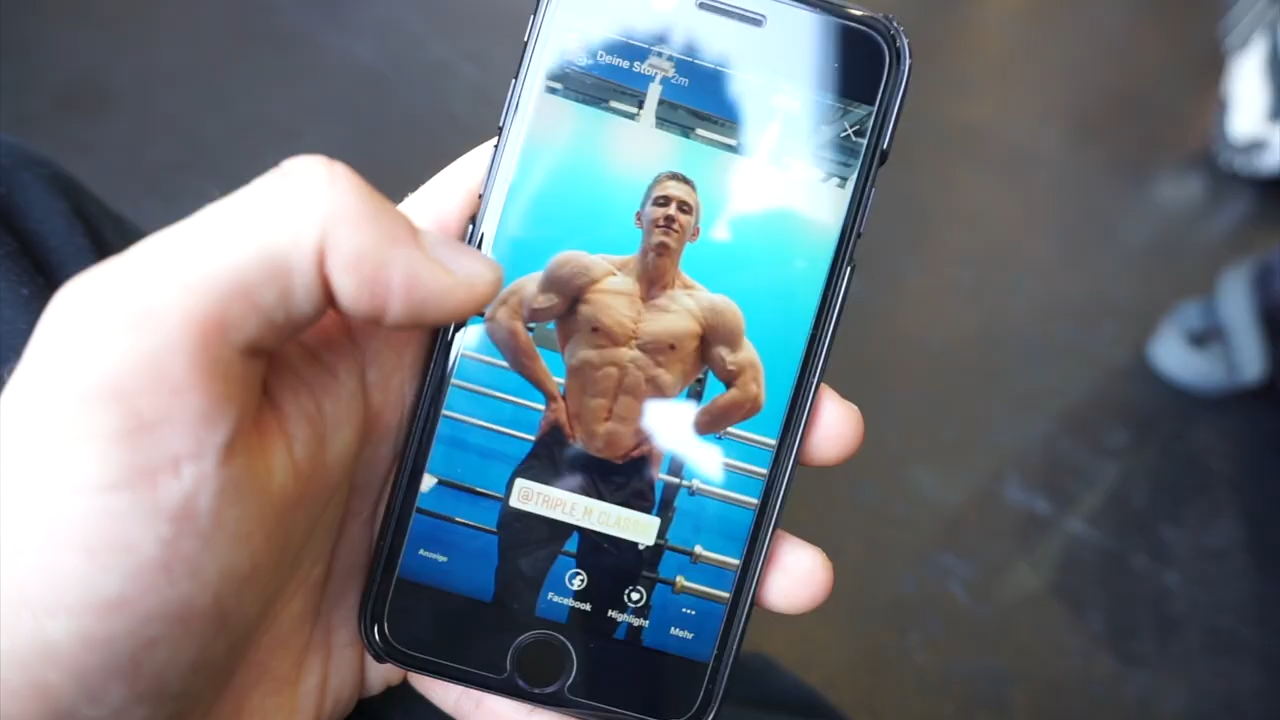 Deine Story 2m
@TRIPLE_M_CLASSIC
Anzeige
Facebook
Highlight
Mehr